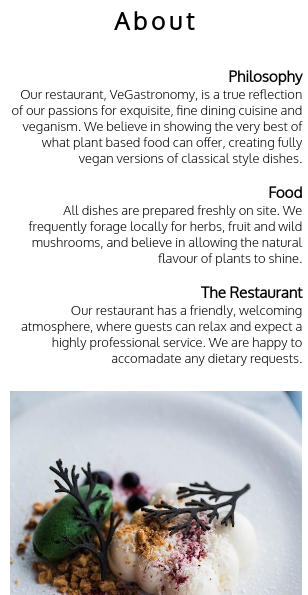 About
Philosophy
Our restaurant, VeGastronomy, is a true reflection
of our passions for exquisite, fine dining cuisine and
veganism. We believe in showing the very best of
what plant based food can offer, creating fully
vegan versions of classical style dishes.
Food
All dishes are prepared freshly on site. We
frequently forage locally for herbs, fruit and wild
mushrooms, and believe in allowing the natural
flavour of plants to shine.
The Restaurant
Our restaurant has a friendly, welcoming
atmosphere, where guests can relax and expect a
highly professional service. We are happy to
accomadate any dietary requests.